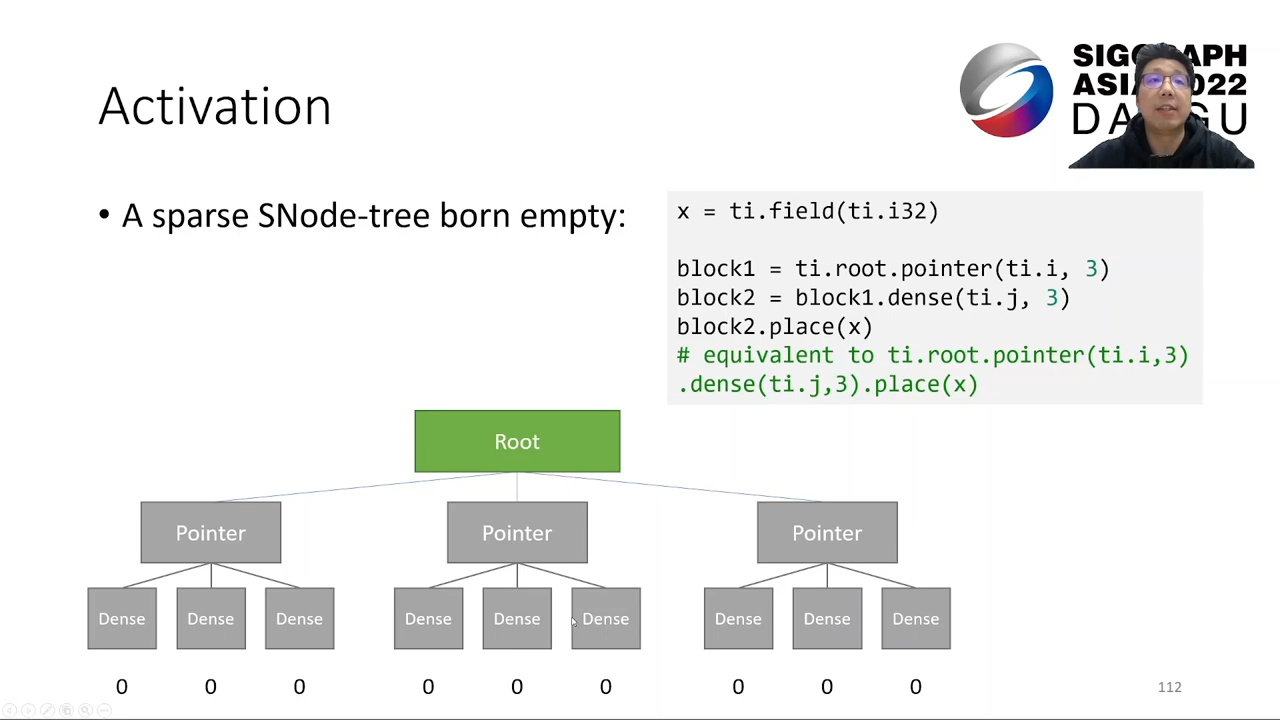 SIGGRAPH
ASIA 2022
DAEGU
Activation
• A sparse SNode-tree born empty:
x = ti.field(ti.i32)
block1 = ti.root.pointer(ti.i, 3)
block2 = block1.dense(ti.j, 3)
block2.place(x)
# equivalent to ti.root.pointer(ti.i,3)
.dense(ti.j,3).place(x)
Root
Pointer Pointer Pointer
Dense Dense Dense Dense Dense Dense Dense Dense Dense
0 0 0 0 0 0 0 0 0
112